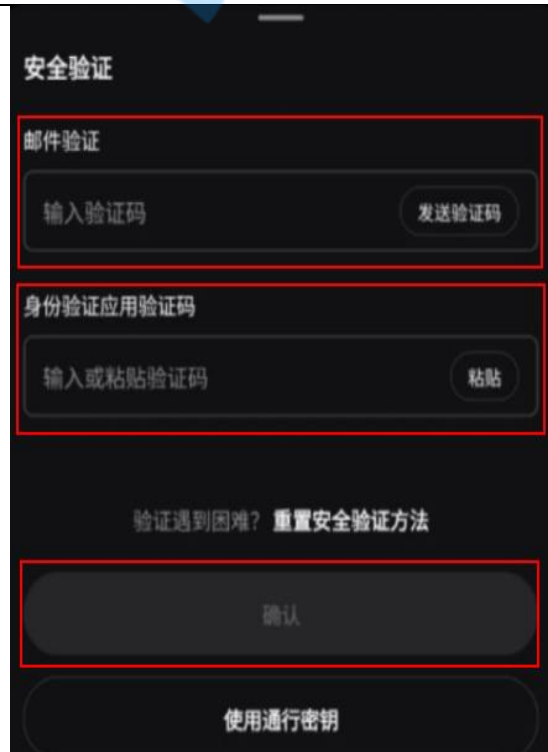 安全验证
邮件验证
输入验证码 发送验证码
身份验证应用验证码
输入或粘贴验证码 粘贴
验证遇到困难? 重置安全验证方法
确认
使用通行密钥